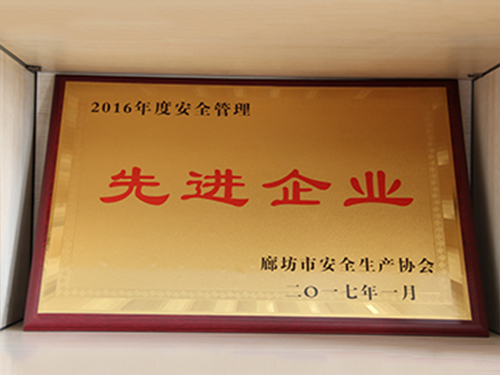 2016年度安全管理
先进企业
廊坊市安全生产协会
二〇一七年一月